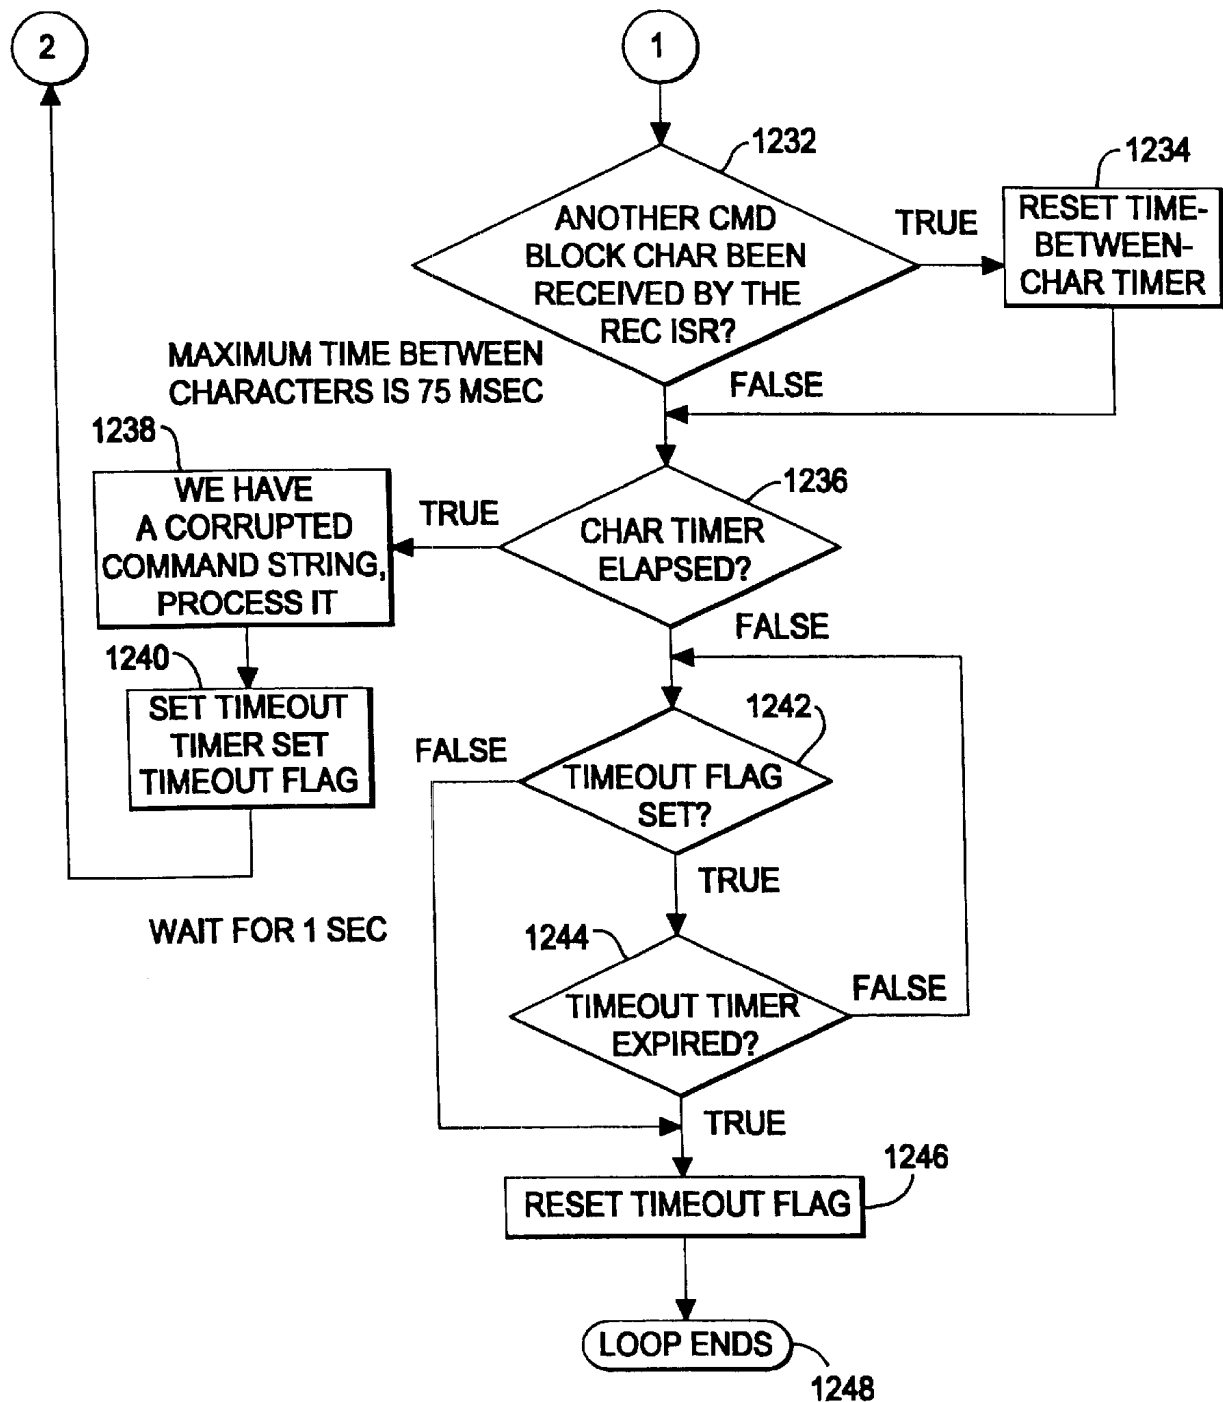 2
1
1232
ANOTHER CMD
BLOCK CHAR BEEN
RECEIVED BY THE
REC ISR?
TRUE
1234
RESET TIME-
BETWEEN-
CHAR TIMER
FALSE
MAXIMUM TIME BETWEEN
CHARACTERS IS 75 MSEC
1236
CHAR TIMER
ELAPSED?
TRUE
1238
WE HAVE
A CORRUPTED
COMMAND STRING,
PROCESS IT
1240
SET TIMEOUT
TIMER SET
TIMEOUT FLAG
WAIT FOR 1 SEC
FALSE
1242
TIMEOUT FLAG
SET?
FALSE
TRUE
1244
TIMEOUT TIMER
EXPIRED?
FALSE
TRUE
1246
RESET TIMEOUT FLAG
LOOP ENDS
1248